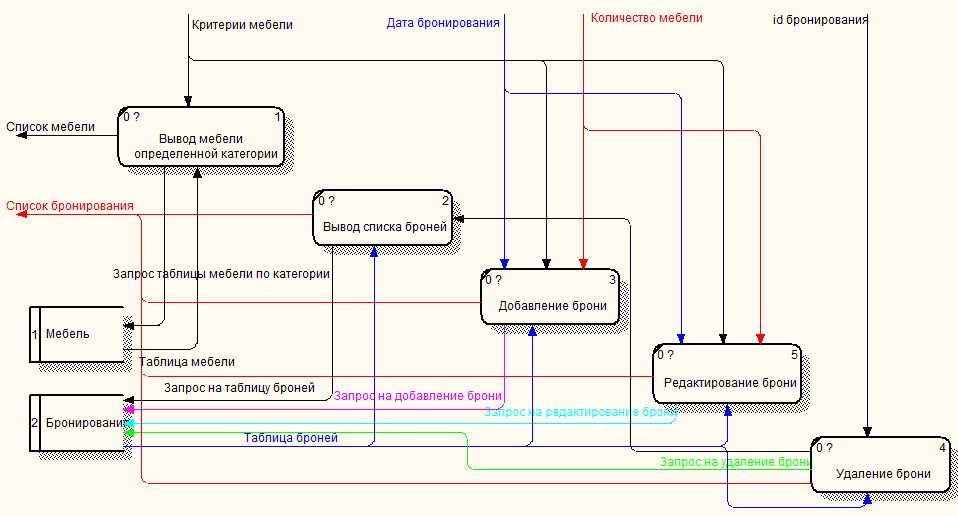 Критерии мебели
Дата бронирования
Количество мебели
id бронирования
0 ?
1
Вывод мебели
определенной категории
Список мебели
0 ?
2
Вывод списка броней
Список бронирования
Запрос таблицы мебели по категории
0 ?
3
Добавление брони
1
Мебель
Таблица мебели
0 ?
5
Редактирование брони
Запрос на таблицу броней
Запрос на добавление брони
Запрос на редактирование брони
2
Бронировани
Таблица броней
0 ?
4
Удаление брони
Запрос на удаление брони